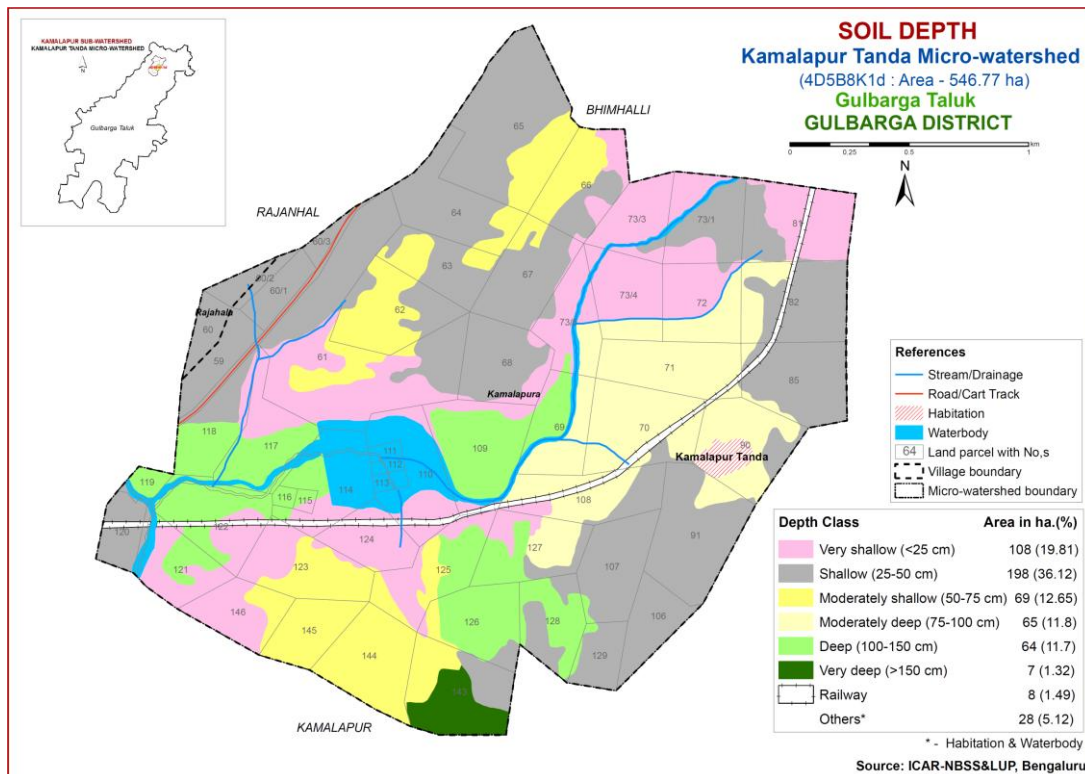 KAMALAPUR SUB-WATERSHED
KAMALAPUR TANDA MICRO-WATERSHED
N
Gulbarga Taluk
SOIL DEPTH
Kamalapur Tanda Micro-watershed
(4D5B8K1d : Area - 546.77 ha)
Gulbarga Taluk
GULBARGA DISTRICT
0 0.25 0.5 1 km
N
BHIMHALLI
RAJANHAL
65
66
64
73/3
73/1
81
60/3
63
67
60/2
60/1
73/4
72
82
Rajahala
60
62
59
61
68
71
85
Kamalapura
118
117
109
69
70
90
Kamalapur Tanda
111
112
110
119
113
114
116
115
108
120
122
124
127
91
121
123
125
107
146
145
126
128
106
144
129
143
KAMALAPUR
References
Stream/Drainage
Road/Cart Track
Habitation
Waterbody
64 Land parcel with No,s
Village boundary
Micro-watershed boundary
Depth Class Area in ha.(%)
Very shallow (<25 cm) 108 (19.81)
Shallow (25-50 cm) 198 (36.12)
Moderately shallow (50-75 cm) 69 (12.65)
Moderately deep (75-100 cm) 65 (11.8)
Deep (100-150 cm) 64 (11.7)
Very deep (>150 cm) 7 (1.32)
Railway 8 (1.49)
Others* 28 (5.12)
* - Habitation & Waterbody
Source: ICAR-NBSS&LUP, Bengaluru